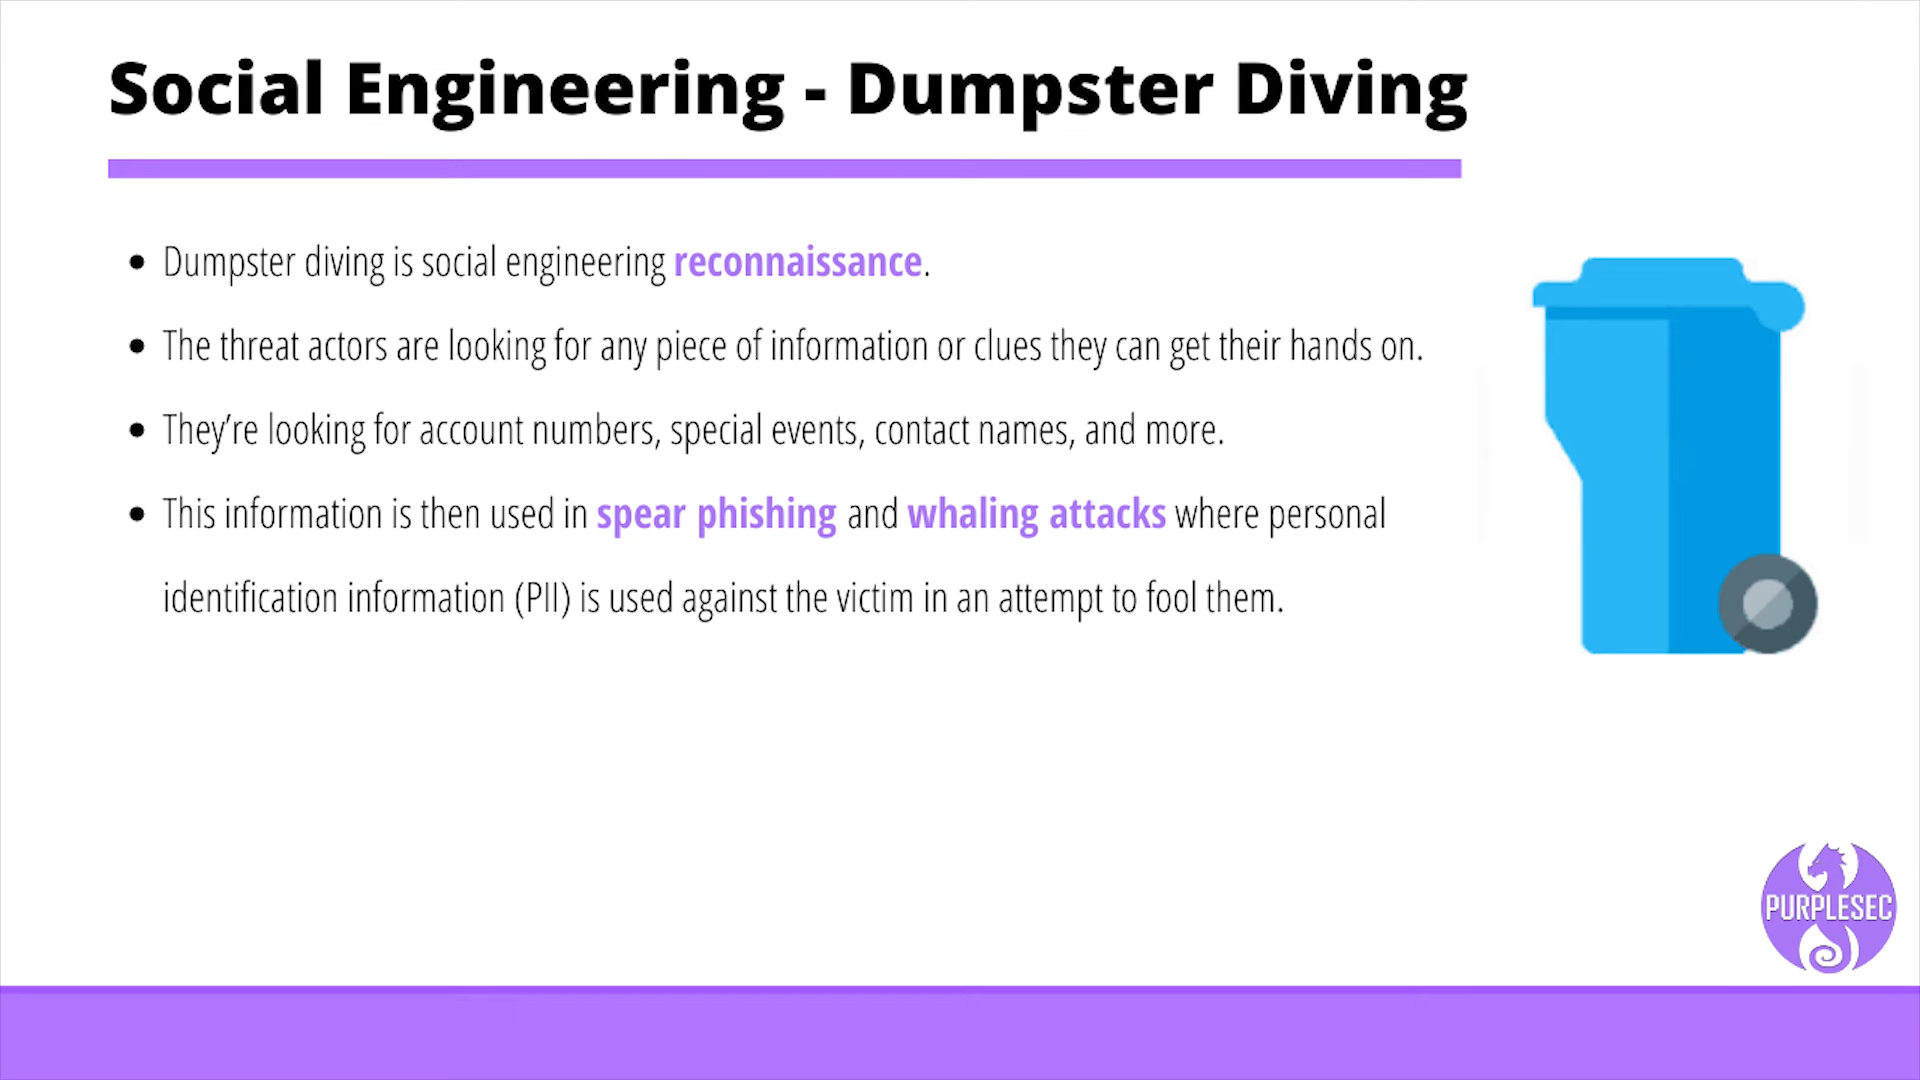 Social Engineering - Dumpster Diving
• Dumpster diving is social engineering reconnaissance.
• The threat actors are looking for any piece of information or clues they can get their hands on.
• They’re looking for account numbers, special events, contact names, and more.
• This information is then used in spear phishing and whaling attacks where personal
identification information (PII) is used against the victim in an attempt to fool them.
PURPLESEC